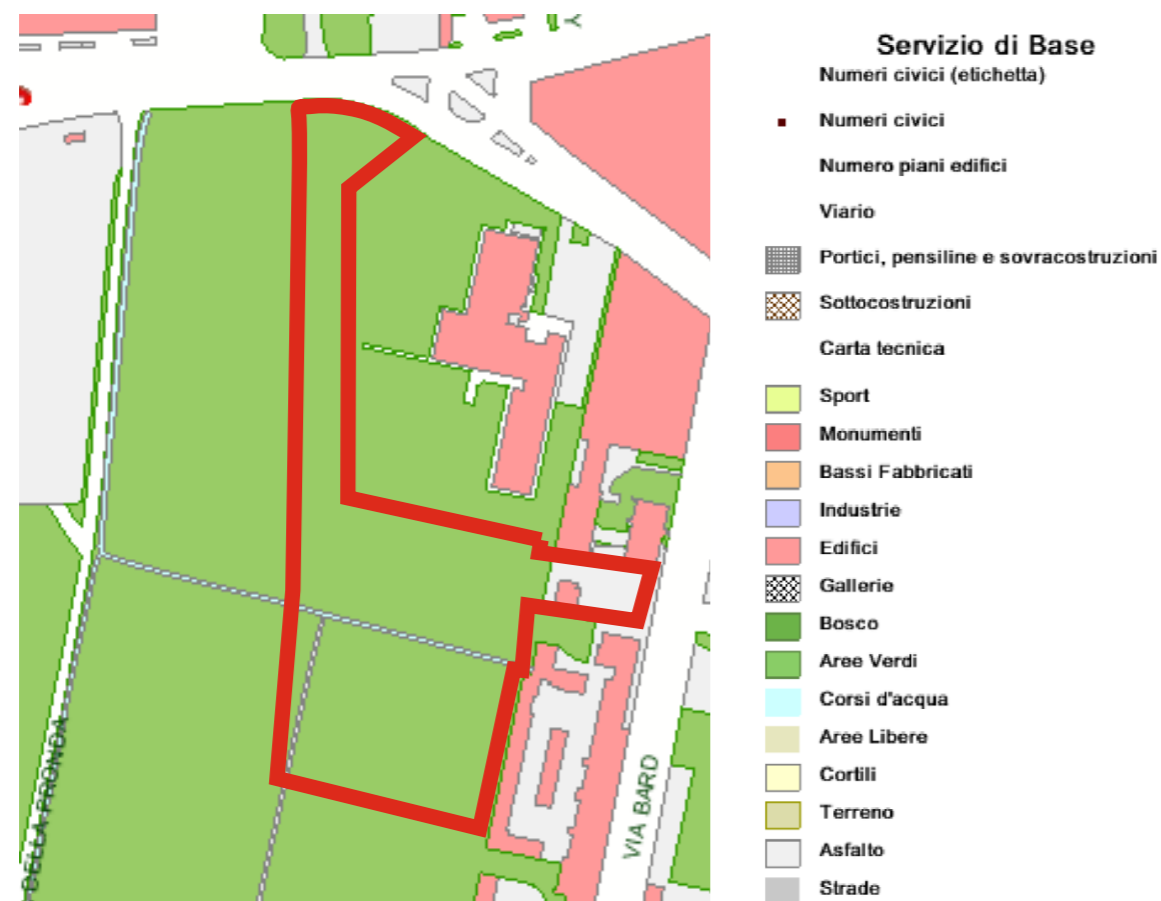 DELLA PRONDA
VIA BARD
Servizio di Base
Numeri civici (etichetta)
Numeri civici
Numero piani edifici
Viario
Portici, pensiline e sovracostruzioni
Sottocostruzioni
Carta tecnica
Sport
Monumenti
Bassi Fabbricati
Industrie
Edifici
Gallerie
Bosco
Aree Verdi
Corsi d'acqua
Aree Libere
Cortili
Terreno
Asfalto
Strade